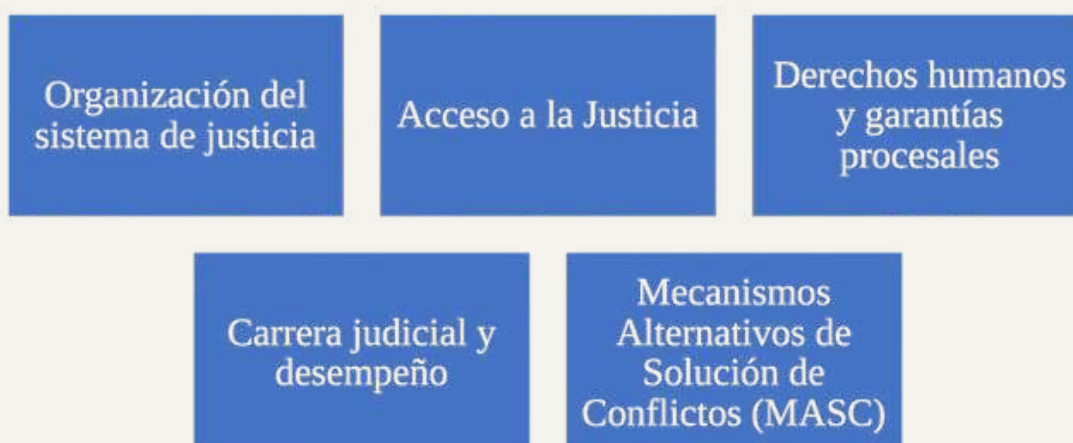 Organización del
sistema de justicia
Acceso a la Justicia
Derechos humanos
y garantías
procesales
Carrera judicial y
desempeño
Mecanismos
Alternativos de
Solución de
Conflictos (MASC)